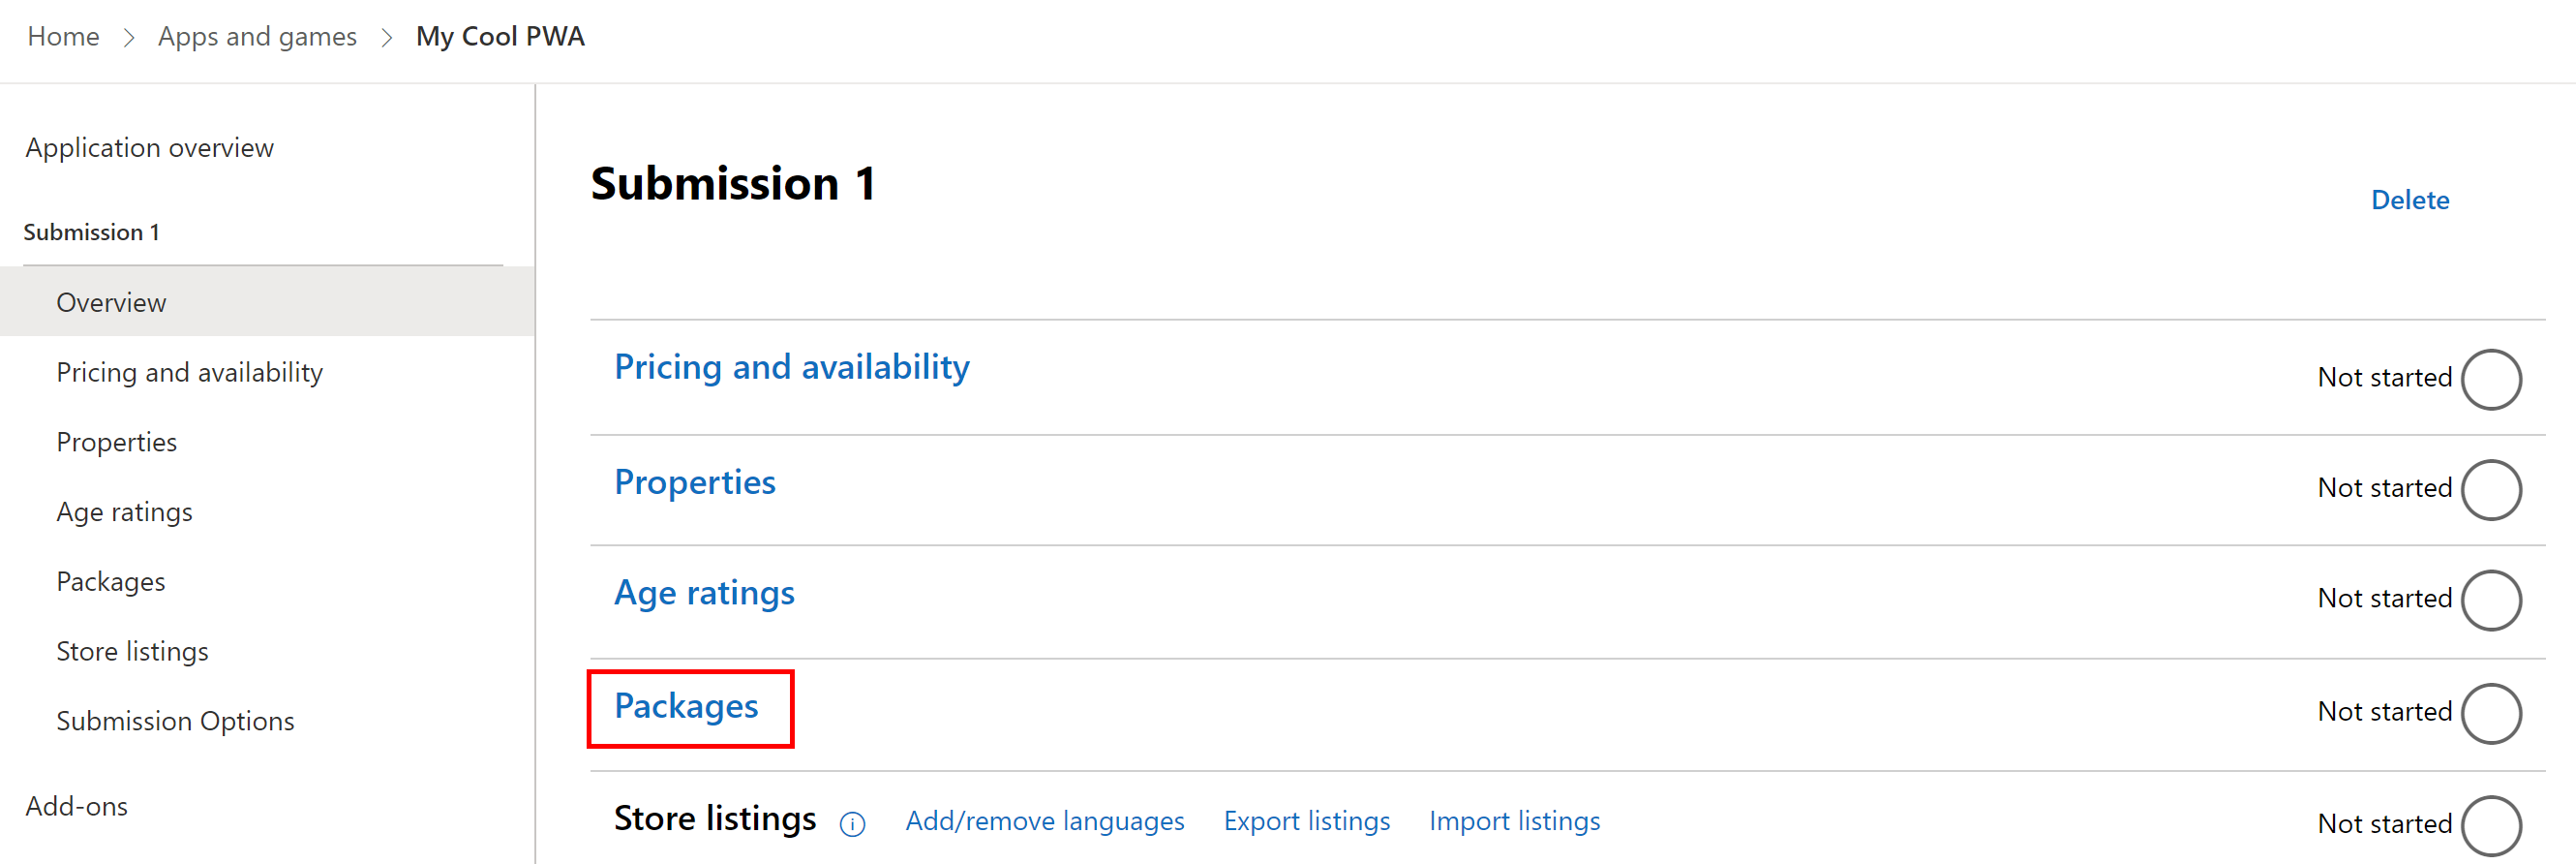 Home > Apps and games > My Cool PWA
Application overview
Submission 1
Overview
Pricing and availability
Properties
Age ratings
Packages
Store listings
Submission Options
Add-ons
Submission 1
Delete
Pricing and availability Not started
Properties Not started
Age ratings Not started
Packages Not started
Store listings Add/remove languages Export listings Import listings Not started